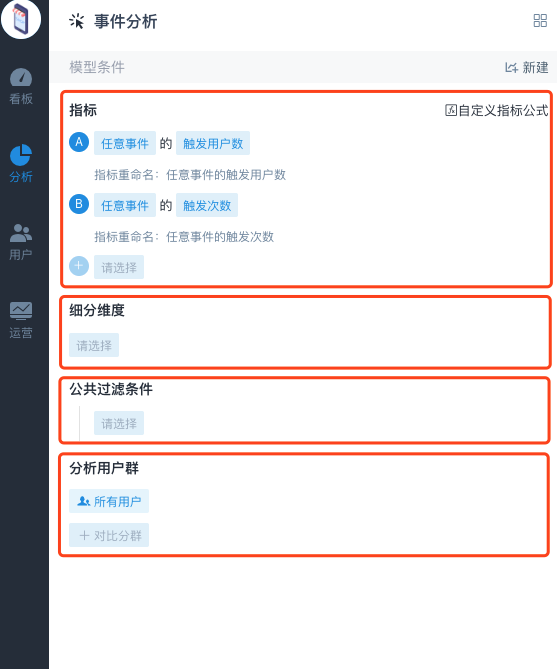 事件分析
模型条件 新建
看板
分析
用户
运营
指标 自定义指标公式
A 任意事件 的 触发用户数
指标重命名：任意事件的触发用户数
B 任意事件 的 触发次数
指标重命名：任意事件的触发次数
请选择
细分维度
请选择
公共过滤条件
请选择
分析用户群
所有用户
+ 对比分群